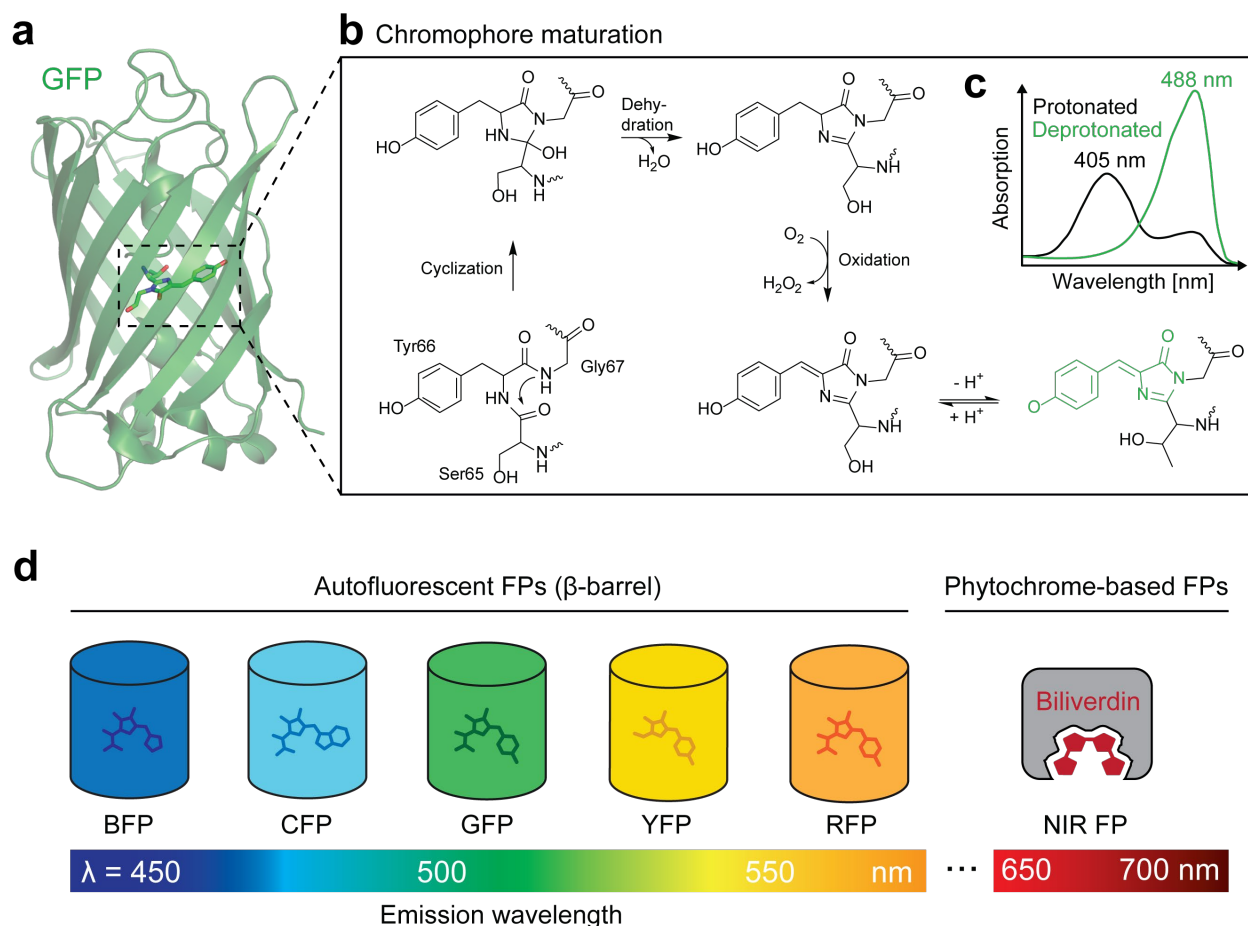 a
GFP
b Chromophore maturation
HO
O
N
HN
OH
O
OH
N
H
Dehy-
dration
H₂O
HO
O
N
N
O
NH
OH
c
488 nm
Protonated
Deprotonated
405 nm
Absorption
Wavelength [nm]
Cyclization
O₂
H₂O₂
Oxidation
Tyr66
HO
O
N
H
O
Gly67
N
H
O
Ser65
OH
N
H
HO
O
N
N
O
NH
OH
- H⁺
+ H⁺
O
O
N
N
O
NH
HO
d
Autofluorescent FPs (β-barrel)
Phytochrome-based FPs
Biliverdin
BFP
CFP
GFP
YFP
RFP
NIR FP
λ = 450 500 550 nm ... 650 700 nm
Emission wavelength